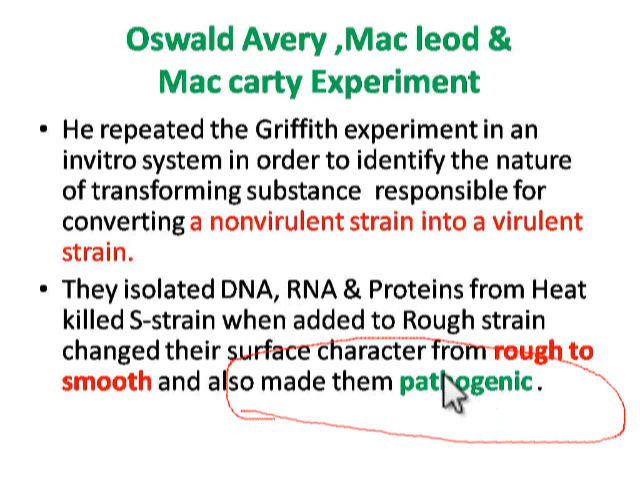 Oswald Avery ,Mac leod &
Mac carty Experiment
• He repeated the Griffith experiment in an
invitro system in order to identify the nature
of transforming substance responsible for
converting a nonvirulent strain into a virulent
strain.
• They isolated DNA, RNA & Proteins from Heat
killed S-strain when added to Rough strain
changed their surface character from rough to
smooth and also made them pathogenic .